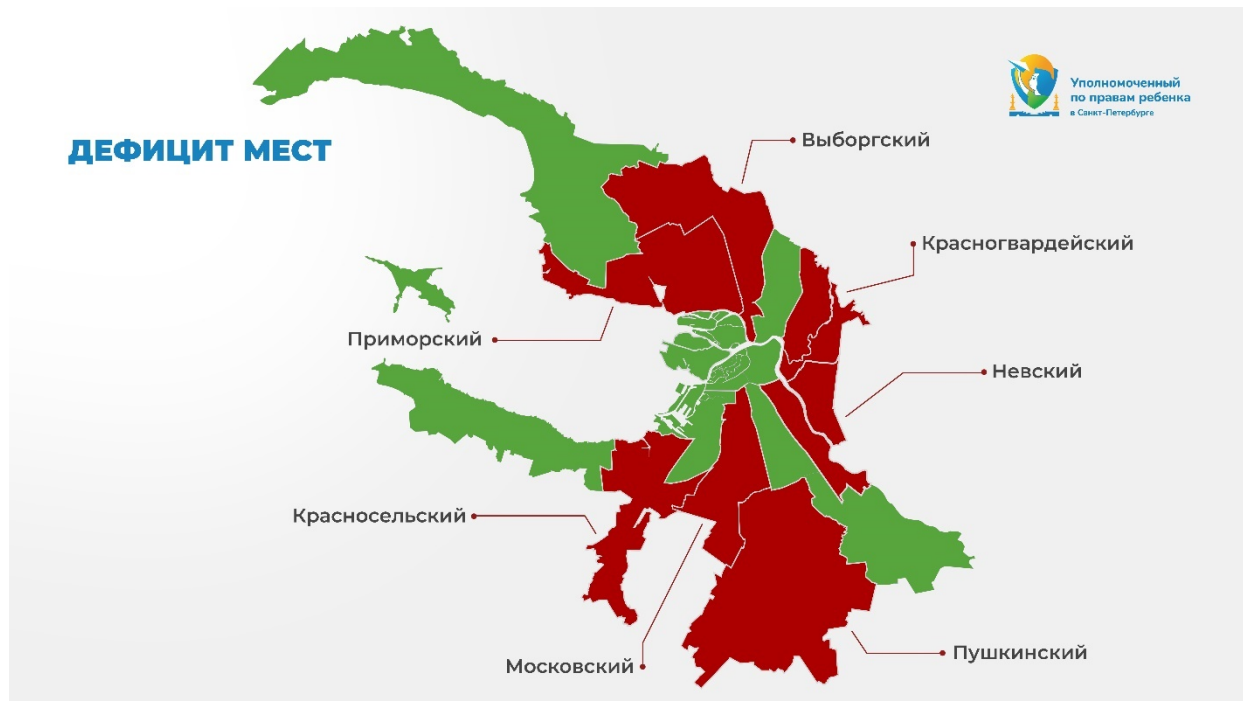 Уполномоченный
по правам ребенка
в Санкт-Петербурге
ДЕФИЦИТ МЕСТ
Выборгский
Красногвардейский
Приморский
Невский
Красносельский
Московский
Пушкинский